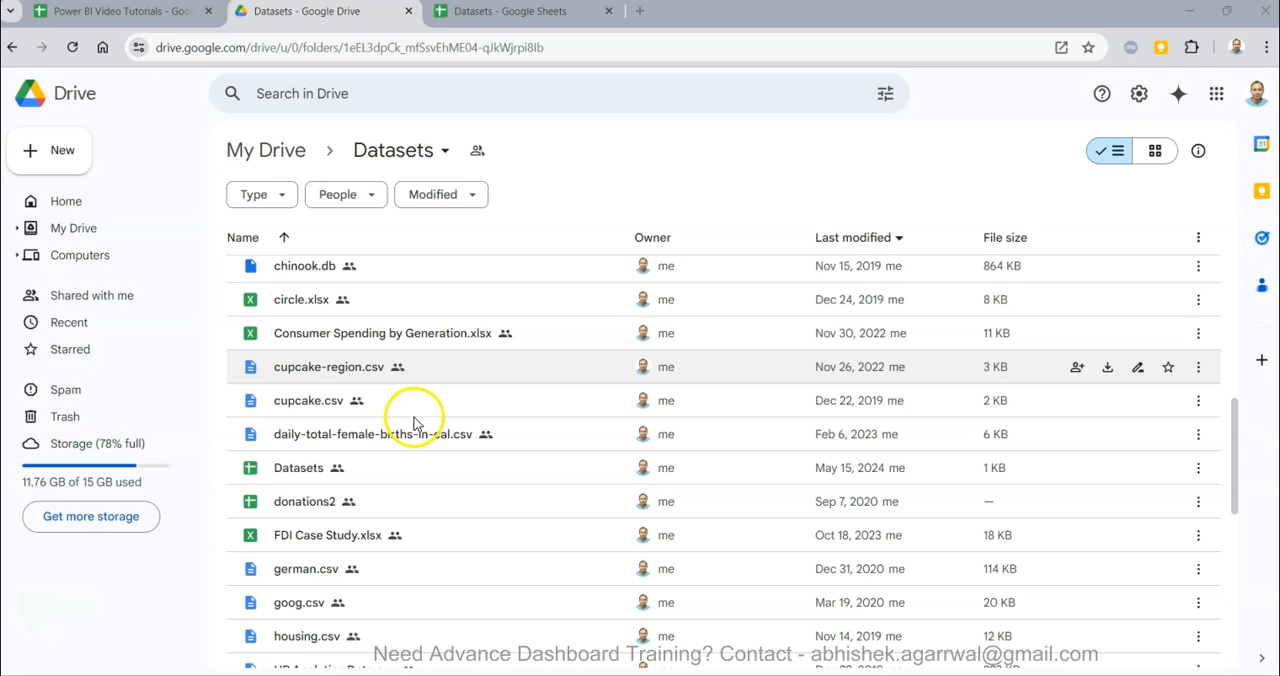 Power BI Video Tutorials - Goo
Datasets - Google Drive
Datasets - Google Sheets
drive.google.com/drive/u/0/folders/1eEL3dpCk_mfSsvEhME04-qJkWjrpi8Ib
Drive
Search in Drive
New
My Drive > Datasets
Type
People
Modified
Home
My Drive
Computers
Shared with me
Recent
Starred
Spam
Trash
Storage (78% full)
11.76 GB of 15 GB used
Get more storage
Name Owner Last modified File size
chinook.db me Nov 15, 2019 me 864 KB
circle.xlsx me Dec 24, 2019 me 8 KB
Consumer Spending by Generation.xlsx me Nov 30, 2022 me 11 KB
cupcake-region.csv me Nov 26, 2022 me 3 KB
cupcake.csv me Dec 22, 2019 me 2 KB
daily-total-female-births-in-cal.csv me Feb 6, 2023 me 6 KB
Datasets me May 15, 2024 me 1 KB
donations2 me Sep 7, 2020 me —
FDI Case Study.xlsx me Oct 18, 2023 me 18 KB
german.csv me Dec 31, 2020 me 114 KB
goog.csv me Mar 19, 2020 me 20 KB
housing.csv me Nov 14, 2019 me 12 KB
Need Advance Dashboard Training? Contact - abhishek.agarrwal@gmail.com